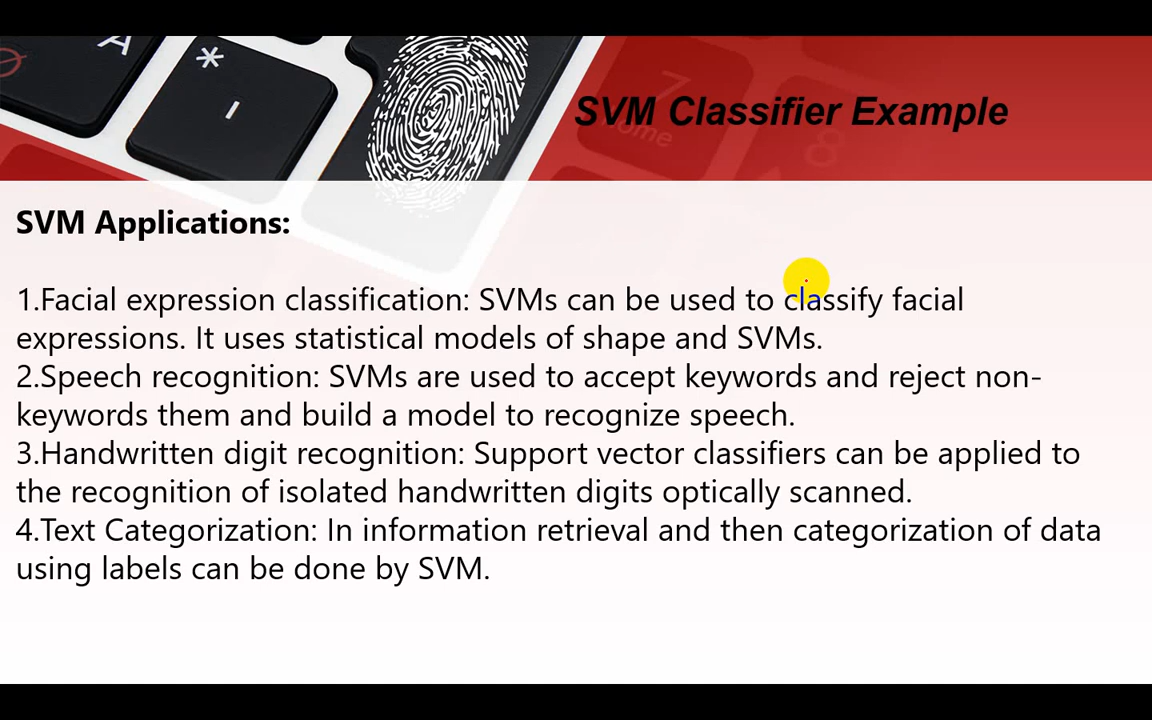 A
*
-
7
Home
8
SVM Classifier Example
SVM Applications:
1.Facial expression classification: SVMs can be used to classify facial
expressions. It uses statistical models of shape and SVMs.
2.Speech recognition: SVMs are used to accept keywords and reject non-
keywords them and build a model to recognize speech.
3.Handwritten digit recognition: Support vector classifiers can be applied to
the recognition of isolated handwritten digits optically scanned.
4.Text Categorization: In information retrieval and then categorization of data
using labels can be done by SVM.